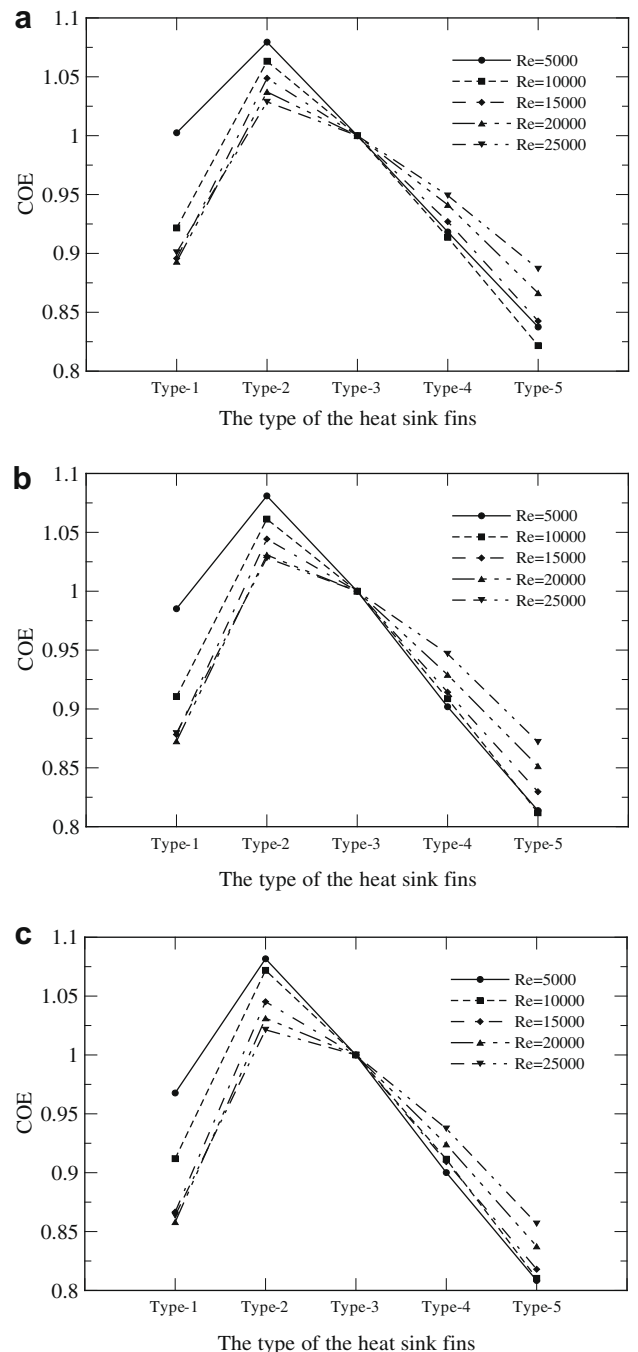 a
1.1
1.05
1
0.95
0.9
0.85
0.8
COE
Re=5000
Re=10000
Re=15000
Re=20000
Re=25000
Type-1 Type-2 Type-3 Type-4 Type-5
The type of the heat sink fins
b
1.1
1.05
1
0.95
0.9
0.85
0.8
COE
Re=5000
Re=10000
Re=15000
Re=20000
Re=25000
Type-1 Type-2 Type-3 Type-4 Type-5
The type of the heat sink fins
c
1.1
1.05
1
0.95
0.9
0.85
0.8
COE
Re=5000
Re=10000
Re=15000
Re=20000
Re=25000
Type-1 Type-2 Type-3 Type-4 Type-5
The type of the heat sink fins